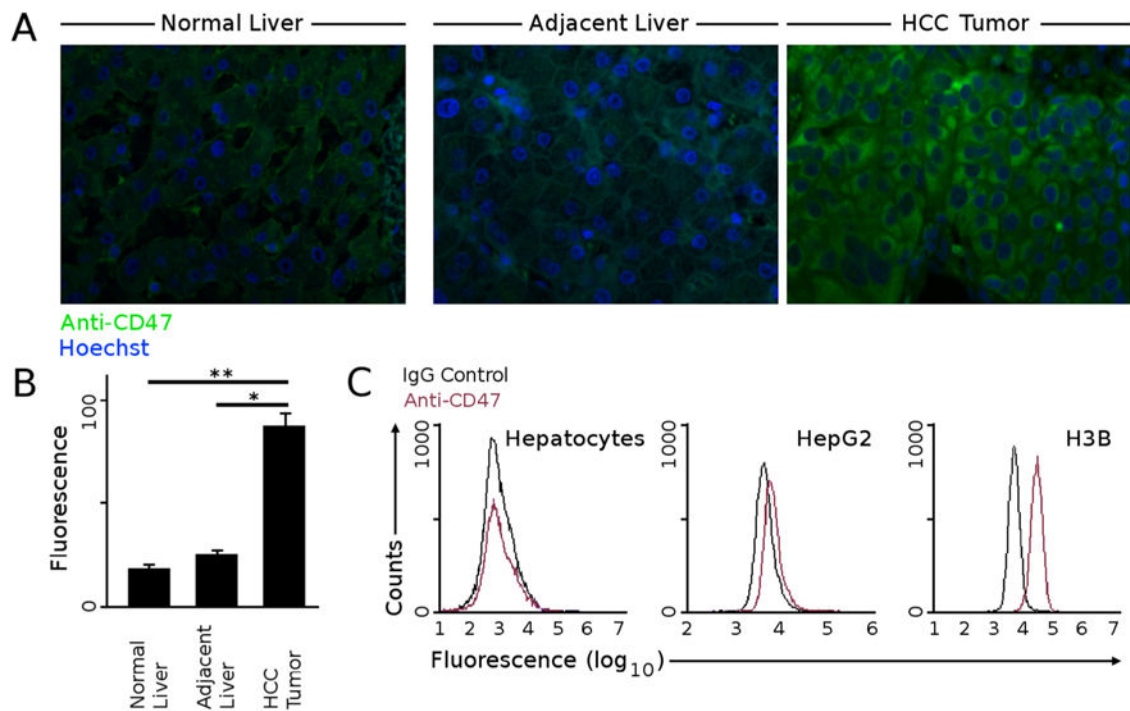 A
Normal Liver
Adjacent Liver
HCC Tumor
Anti-CD47
Hoechst
B
**
*
100
0
Fluorescence
Normal Liver
Adjacent Liver
HCC Tumor
C
IgG Control
Anti-CD47
Counts
1000
0
Hepatocytes
1 2 3 4 5 6 7
1000
0
HepG2
2 3 4 5 6
1000
0
H3B
1 2 3 4 5 6 7
Fluorescence (log10)